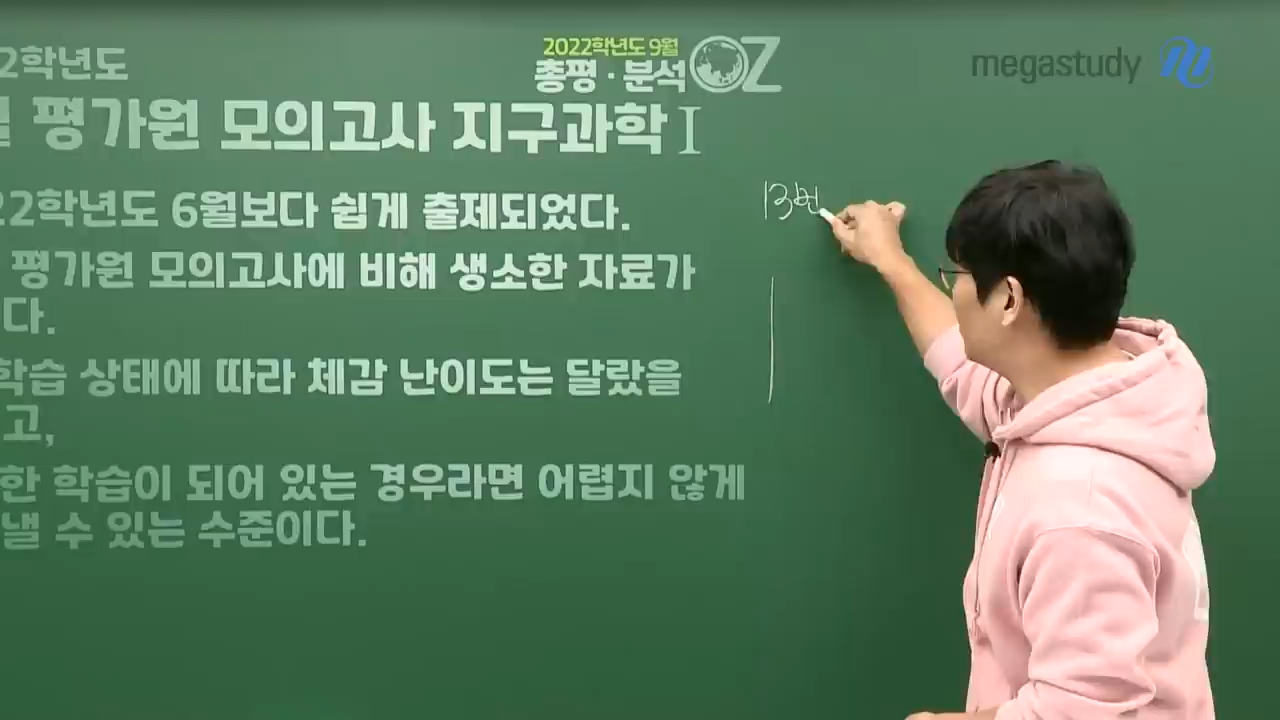 2학년도
2022학년도 9월
총평·분석 OZ
megastudy
평가원 모의고사 지구과학I
22학년도 6월보다 쉽게 출제되었다.
평가원 모의고사에 비해 생소한 자료가
다.
학습 상태에 따라 체감 난이도는 달랐을
고,
한 학습이 되어 있는 경우라면 어렵지 않게
낼 수 있는 수준이다.
13번